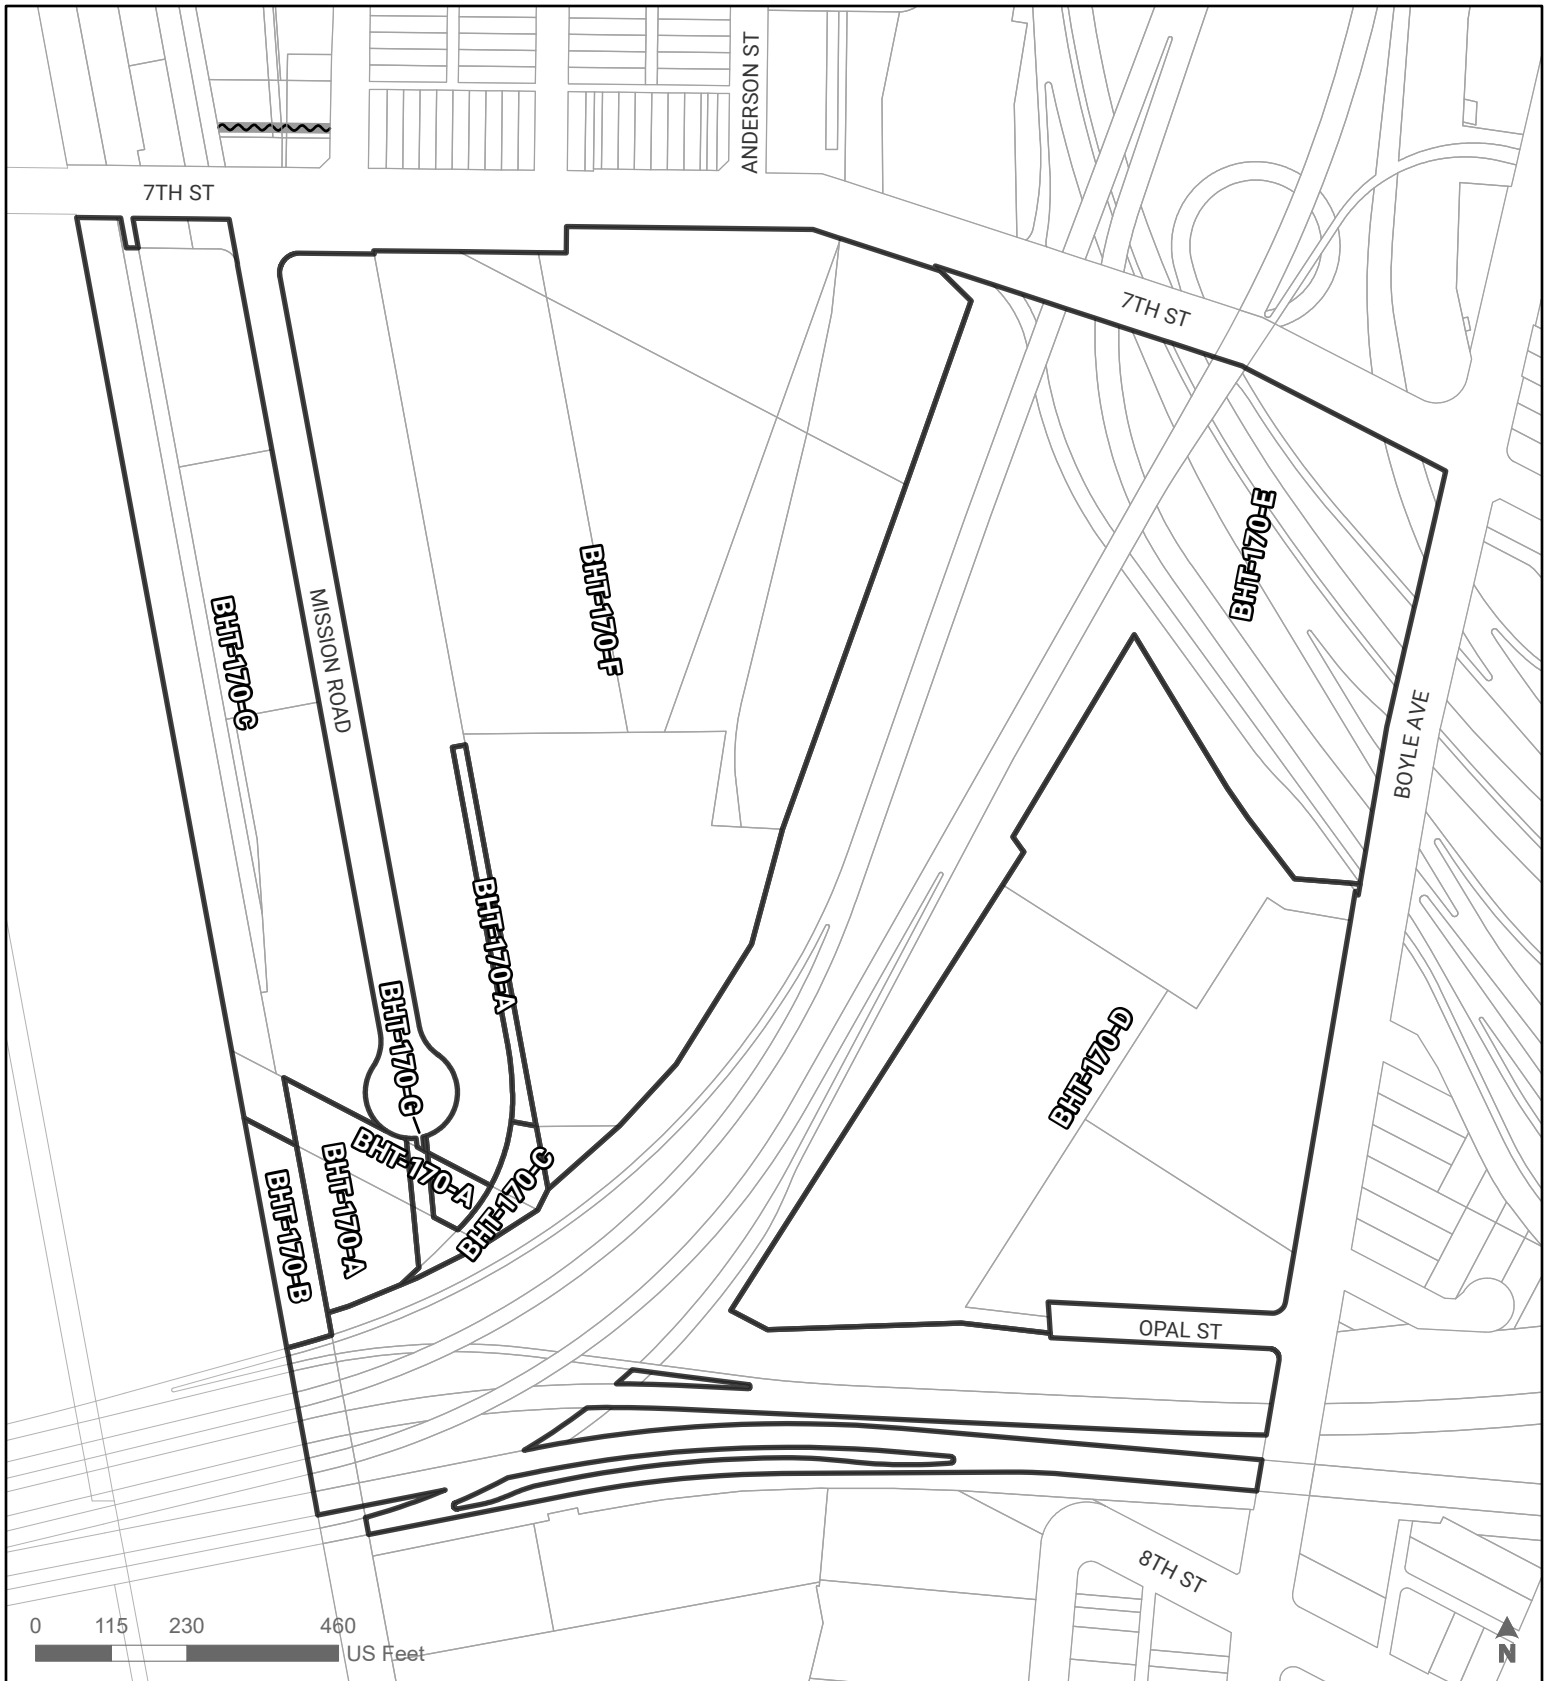 ANDERSON ST
7TH ST
7TH ST
BHT-170-E
BHT-170-F
MISSION ROAD
BHT-170-C
BOYLE AVE
BHT-170-A
BHT-170-G
BHT-170-D
BHT-170-A
BHT-170-C
BHT-170-A
BHT-170-B
OPAL ST
8TH ST
0 115 230 460
US Feet
N